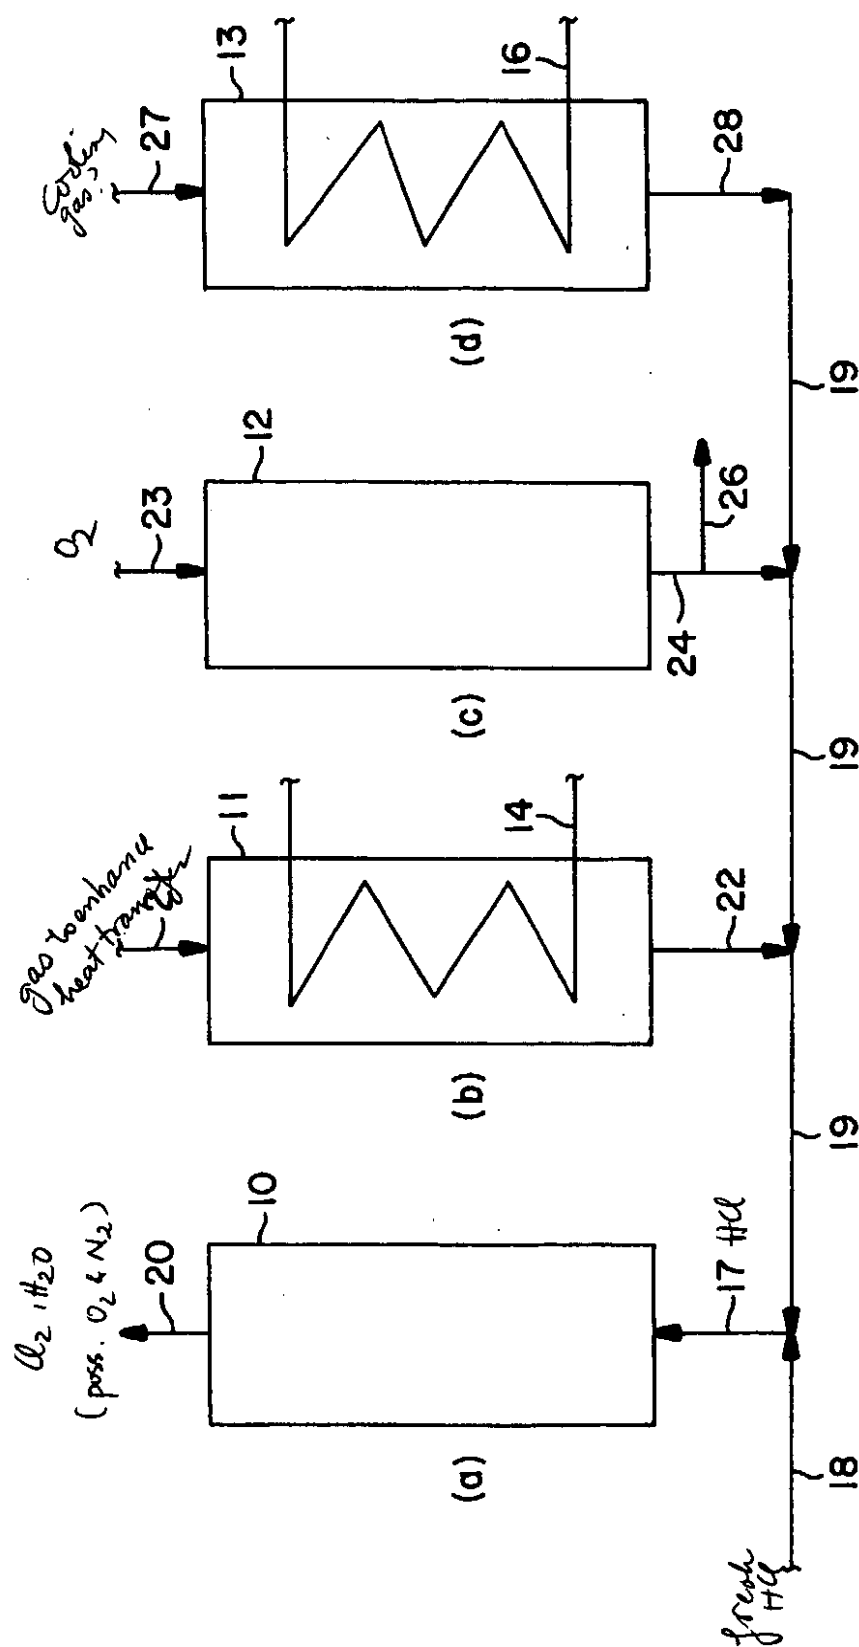 Cl2, H2O
(poss. O2 & N2)
20
10
(a)
17 HCl
18
fresh
HCl
gas to enhance
heat transfer
11
14
(b)
22
19
O2
23
12
(c)
24
26
19
Cooling
gas
27
13
16
(d)
28
19